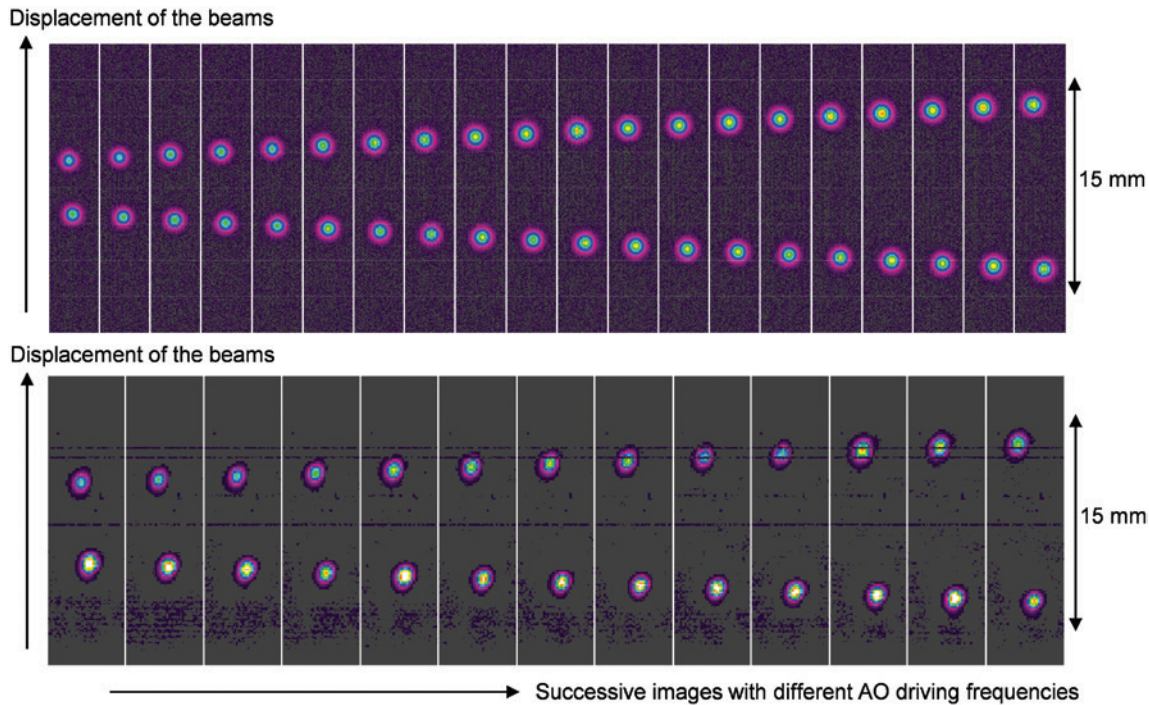 Displacement of the beams
15 mm
Displacement of the beams
15 mm
Successive images with different AO driving frequencies